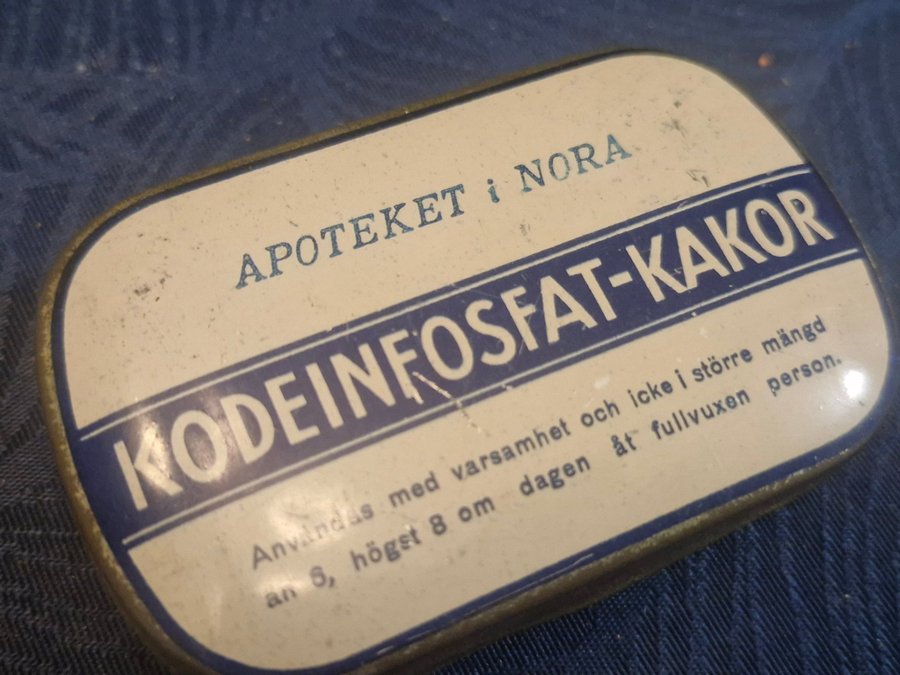 APOTEKET i NORA
KODEINFOSFAT-KAKOR
Användas med varsamhet och icke i större mängd
än 6, högst 8 om dagen åt fullvuxen person.